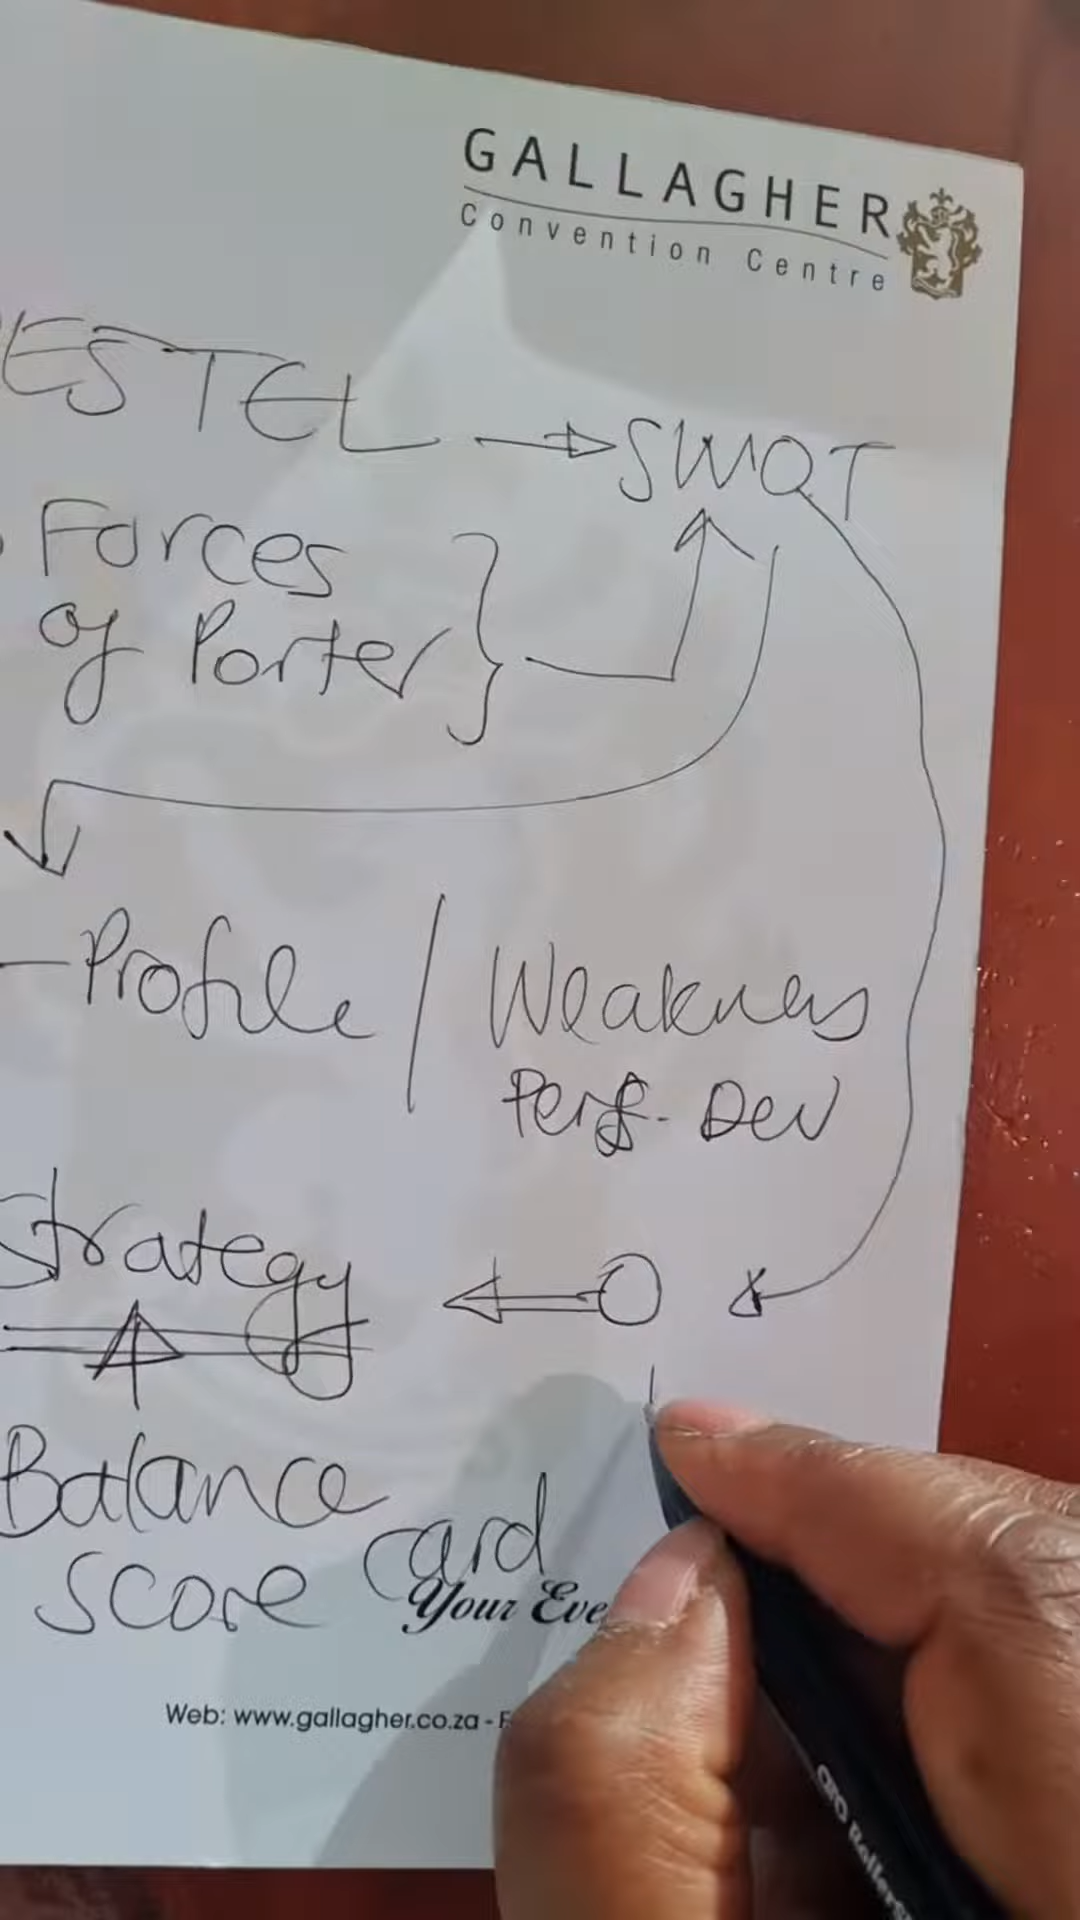 GALLAGHER
Convention Centre
ESTEL → SWOT
Forces
of Porter
- Profile / Weakness
Perf. Dev
Strategy ← O
Balance
score card
Your Eve
Web: www.gallagher.co.za - F